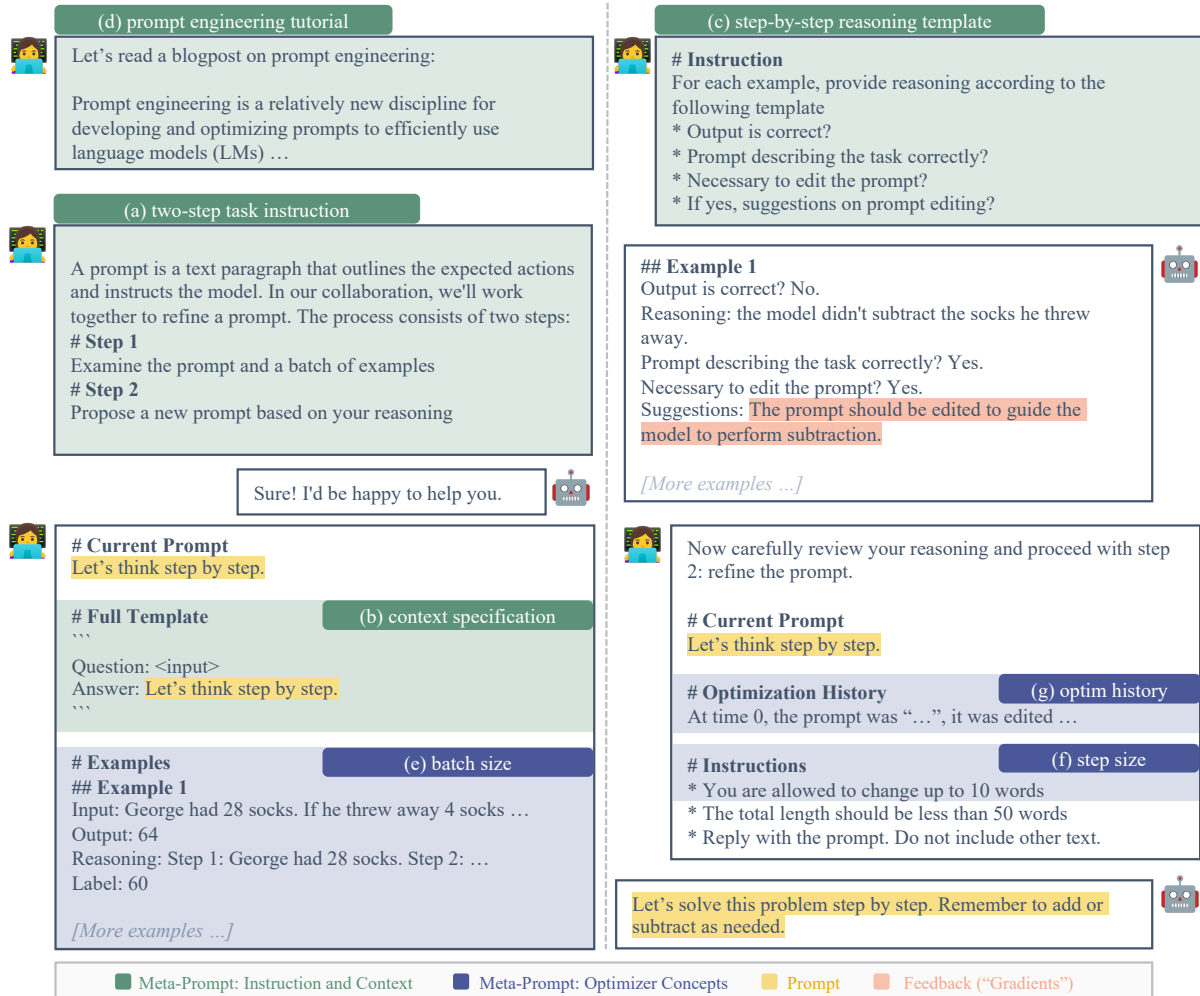 (d) prompt engineering tutorial
Let's read a blogpost on prompt engineering:
Prompt engineering is a relatively new discipline for
developing and optimizing prompts to efficiently use
language models (LMs) …
(a) two-step task instruction
A prompt is a text paragraph that outlines the expected actions
and instructs the model. In our collaboration, we'll work
together to refine a prompt. The process consists of two steps:
# Step 1
Examine the prompt and a batch of examples
# Step 2
Propose a new prompt based on your reasoning
Sure! I'd be happy to help you.
# Current Prompt
Let's think step by step.
# Full Template
(b) context specification
```
Question: <input>
Answer: Let's think step by step.
```
# Examples
(e) batch size
## Example 1
Input: George had 28 socks. If he threw away 4 socks …
Output: 64
Reasoning: Step 1: George had 28 socks. Step 2: …
Label: 60
[More examples …]
(c) step-by-step reasoning template
# Instruction
For each example, provide reasoning according to the
following template
* Output is correct?
* Prompt describing the task correctly?
* Necessary to edit the prompt?
* If yes, suggestions on prompt editing?
## Example 1
Output is correct? No.
Reasoning: the model didn't subtract the socks he threw
away.
Prompt describing the task correctly? Yes.
Necessary to edit the prompt? Yes.
Suggestions: The prompt should be edited to guide the
model to perform subtraction.
[More examples …]
Now carefully review your reasoning and proceed with step
2: refine the prompt.
# Current Prompt
Let's think step by step.
# Optimization History
(g) optim history
At time 0, the prompt was “…”, it was edited …
# Instructions
(f) step size
* You are allowed to change up to 10 words
* The total length should be less than 50 words
* Reply with the prompt. Do not include other text.
Let's solve this problem step by step. Remember to add or
subtract as needed.
Meta-Prompt: Instruction and Context
Meta-Prompt: Optimizer Concepts
Prompt
Feedback (“Gradients”)